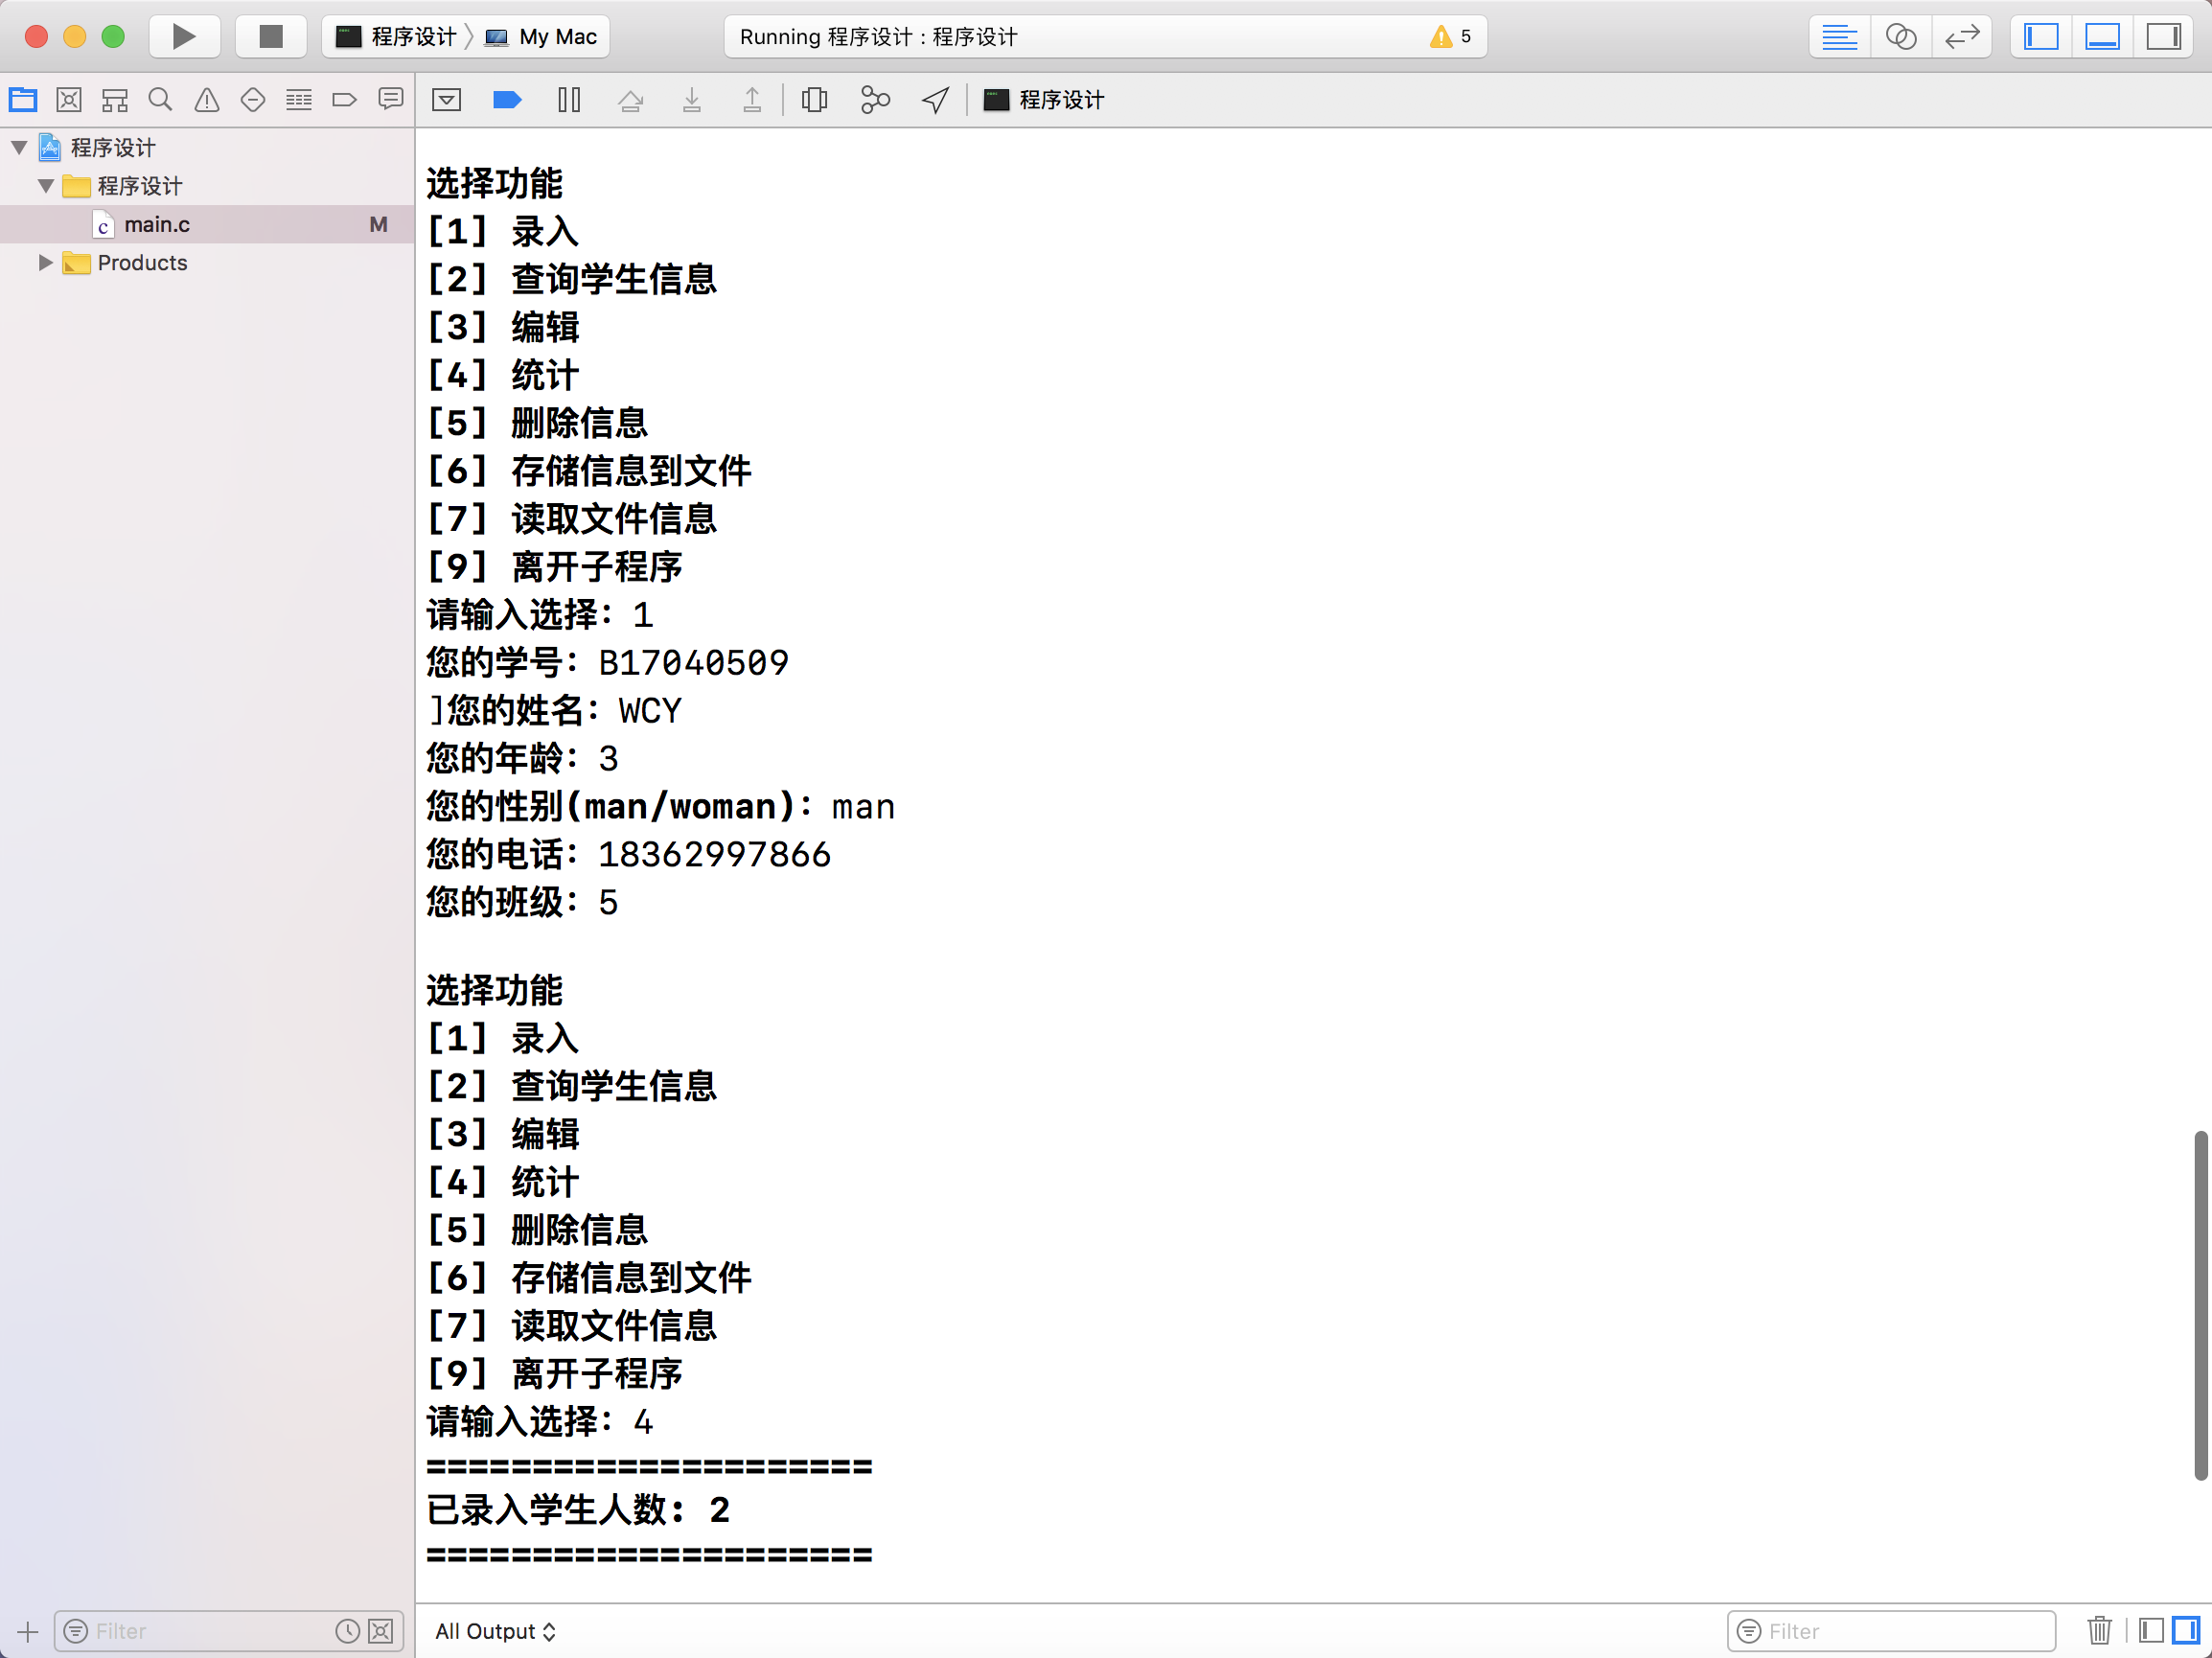 程序设计 〉 My Mac
Running 程序设计 : 程序设计
5
程序设计
程序设计
程序设计
main.c M
Products
选择功能
[1] 录入
[2] 查询学生信息
[3] 编辑
[4] 统计
[5] 删除信息
[6] 存储信息到文件
[7] 读取文件信息
[9] 离开子程序
请输入选择：1
您的学号：B17040509
]您的姓名：WCY
您的年龄：3
您的性别(man/woman)：man
您的电话：18362997866
您的班级：5
选择功能
[1] 录入
[2] 查询学生信息
[3] 编辑
[4] 统计
[5] 删除信息
[6] 存储信息到文件
[7] 读取文件信息
[9] 离开子程序
请输入选择：4
=====================
已录入学生人数: 2
=====================
Filter
All Output
Filter